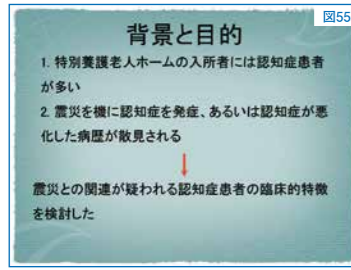 図55
背景と目的
1. 特別養護老人ホームの入所者には認知症患者
が多い
2. 震災を機に認知症を発症、あるいは認知症が悪
化した病歴が散見される
震災との関連が疑われる認知症患者の臨床的特徴
を検討した